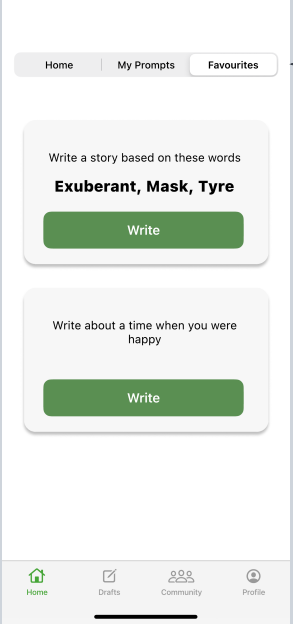 Home My Prompts Favourites
Write a story based on these words
Exuberant, Mask, Tyre
Write
Write about a time when you were
happy
Write
Home Drafts Community Profile